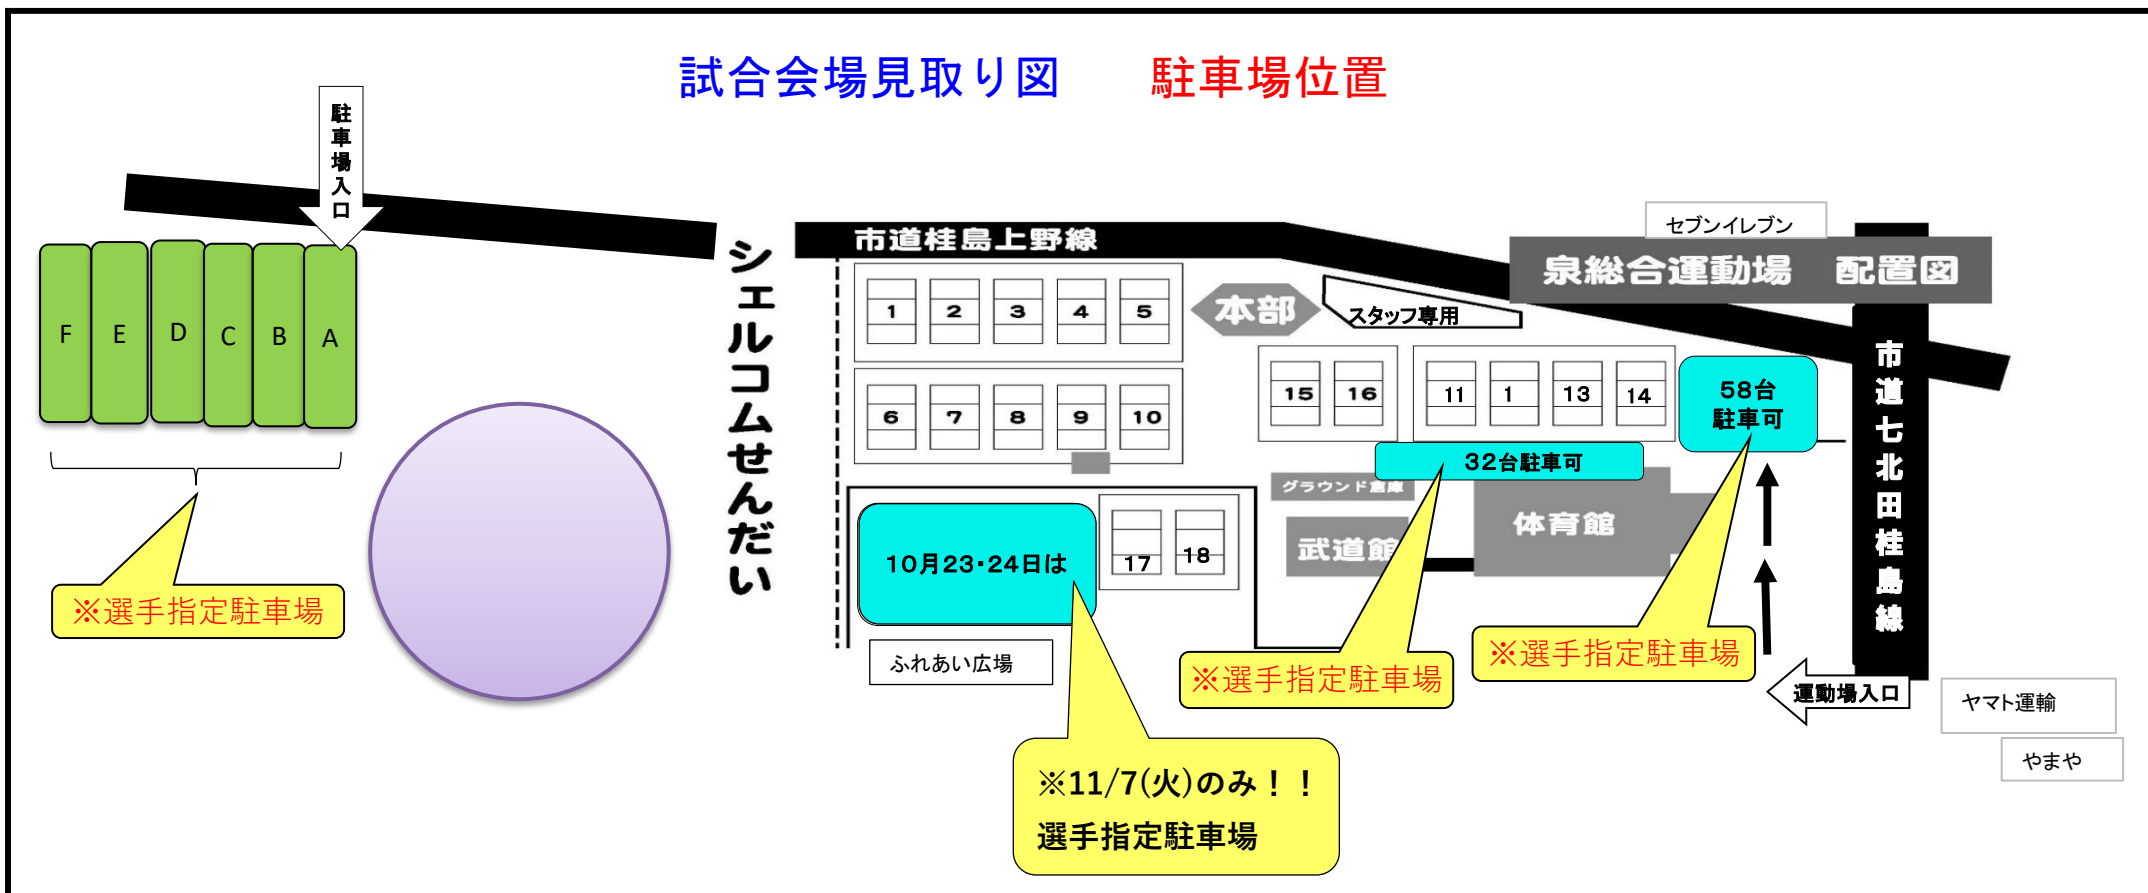 試合会場見取り図　　駐車場位置
駐車場入口
セブンイレブン
市道桂島上野線
泉総合運動場　配置図
シェルコムせんだい
1 2 3 4 5
本部
スタッフ専用
F E D C B A
市道七北田桂島線
15 16 11 1 13 14
58台
駐車可
6 7 8 9 10
32台駐車可
グラウンド倉庫
体育館
武道館
10月23・24日は
17 18
※選手指定駐車場
ふれあい広場
※選手指定駐車場
※選手指定駐車場
運動場入口
ヤマト運輸
やまや
※11/7(火)のみ！！
選手指定駐車場